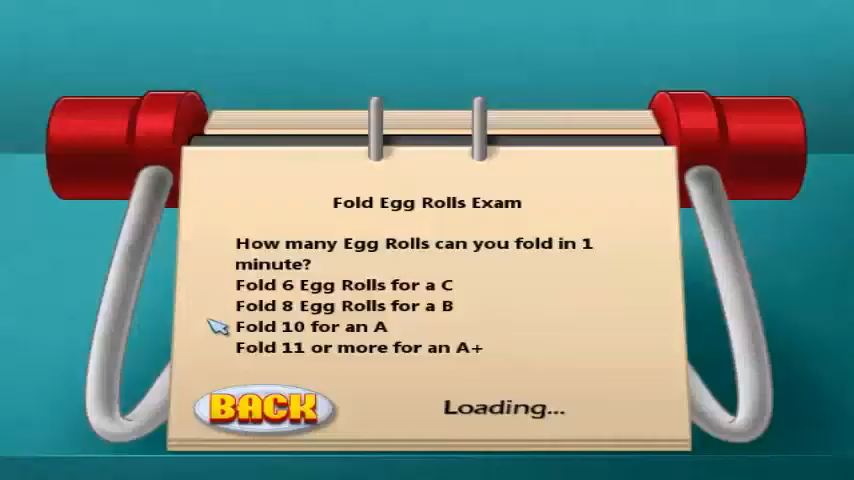 Fold Egg Rolls Exam
How many Egg Rolls can you fold in 1
minute?
Fold 6 Egg Rolls for a C
Fold 8 Egg Rolls for a B
Fold 10 for an A
Fold 11 or more for an A+
BACK
Loading...